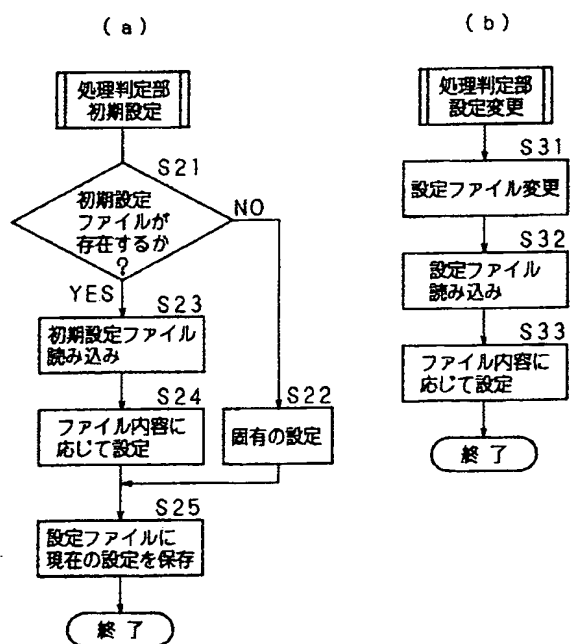 (a)
処理判定部
初期設定
S21
初期設定
ファイルが
存在するか
?
NO
YES
S23
初期設定ファイル
読み込み
S24
ファイル内容に
応じて設定
S22
固有の設定
S25
設定ファイルに
現在の設定を保存
終了
(b)
処理判定部
設定変更
S31
設定ファイル変更
S32
設定ファイル
読み込み
S33
ファイル内容に
応じて設定
終了